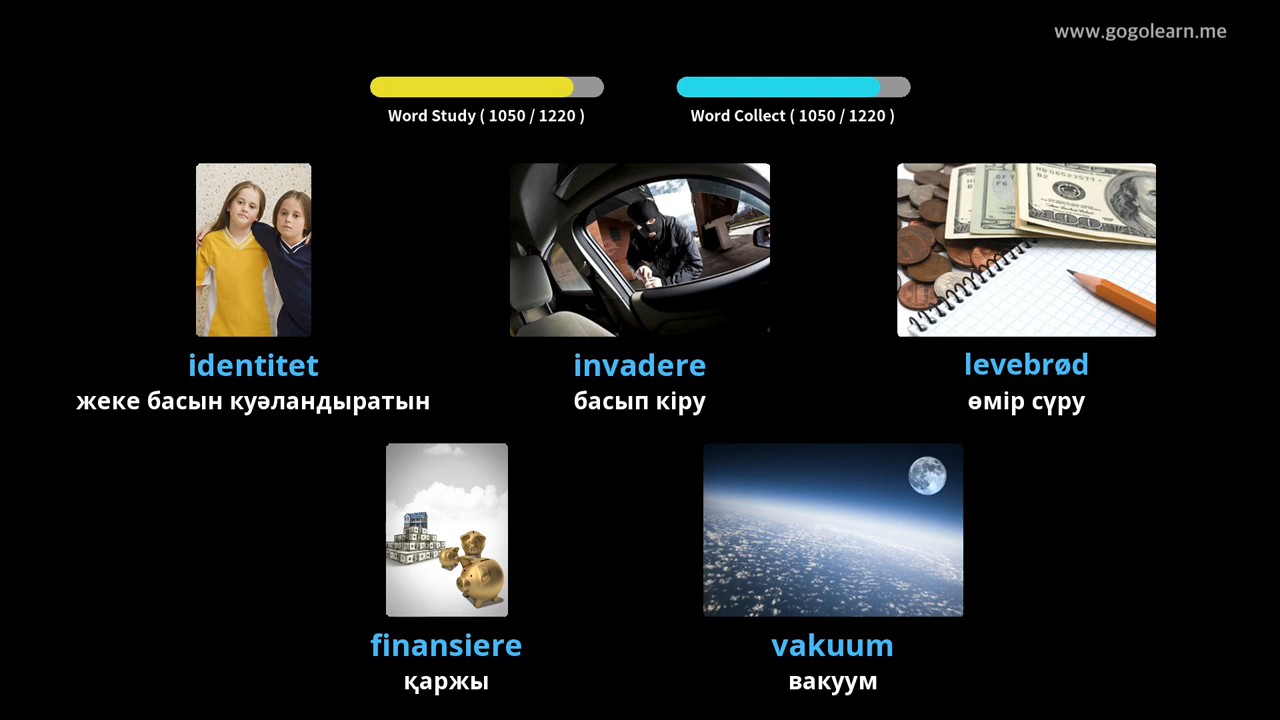 www.gogolearn.me
Word Study ( 1050 / 1220 )
Word Collect ( 1050 / 1220 )
identitet
invadere
levebrød
жеке басын куәландыратын
басып кіру
өмір сүру
finansiere
vakuum
қаржы
вакуум